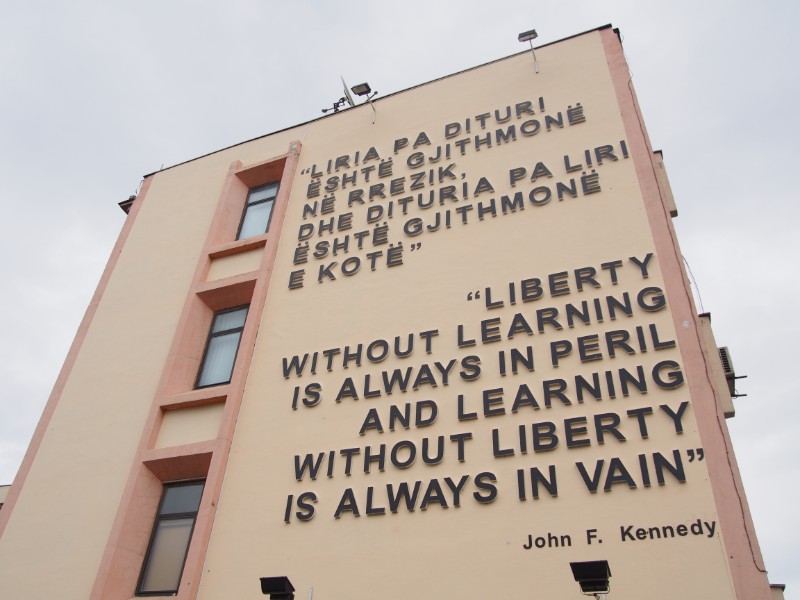 “LIRIA PA DITURI
ËSHTË GJITHMONË
NË RREZIK,
DHE DITURIA PA LIRI
ËSHTË GJITHMONË
E KOTË”
“LIBERTY
WITHOUT LEARNING
IS ALWAYS IN PERIL
AND LEARNING
WITHOUT LIBERTY
IS ALWAYS IN VAIN”
John F. Kennedy